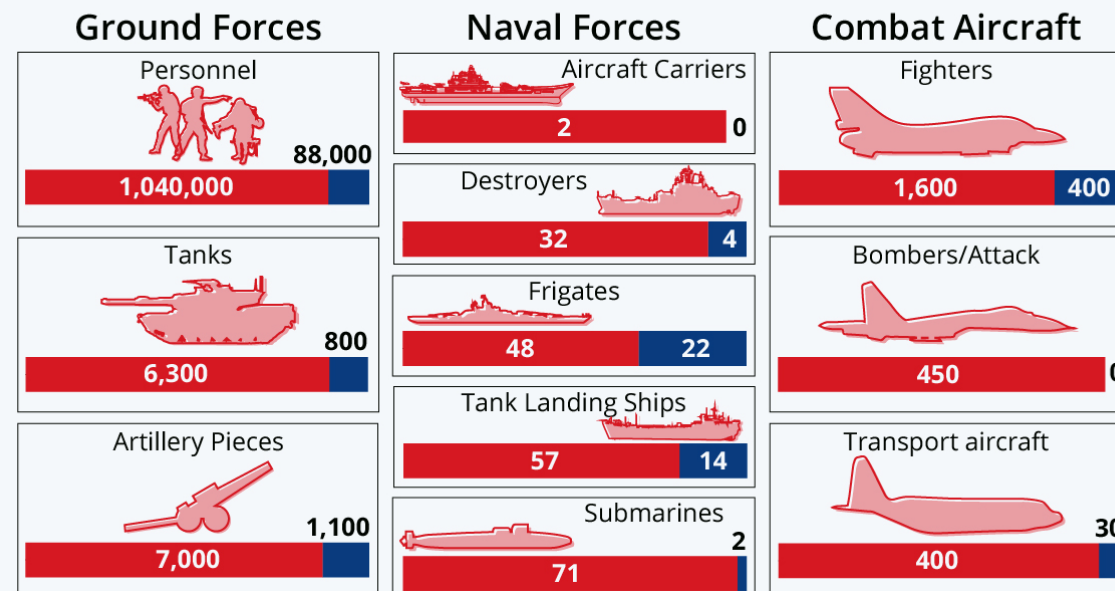 Ground Forces
Personnel
88,000
1,040,000
Tanks
800
6,300
Artillery Pieces
1,100
7,000
Naval Forces
Aircraft Carriers
2
0
Destroyers
32
4
Frigates
48
22
Tank Landing Ships
57
14
Submarines
2
71
Combat Aircraft
Fighters
1,600
400
Bombers/Attack
450
0
Transport aircraft
30
400